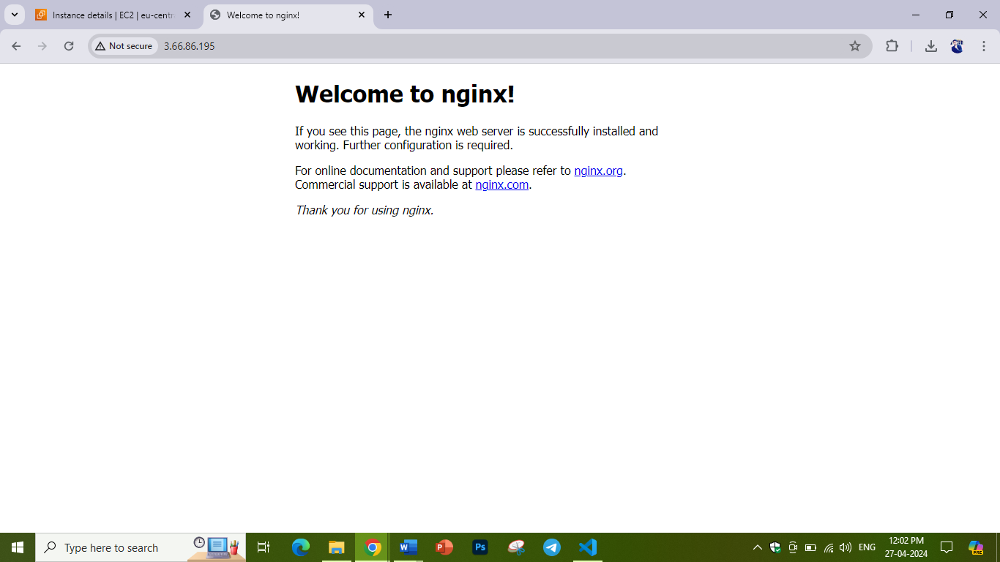 Instance details | EC2 | eu-centr
Welcome to nginx!
Not secure
3.66.86.195
Welcome to nginx!
If you see this page, the nginx web server is successfully installed and
working. Further configuration is required.
For online documentation and support please refer to nginx.org.
Commercial support is available at nginx.com.
Thank you for using nginx.
Type here to search
W
P
Ps
ENG
12:02 PM
27-04-2024
PRE